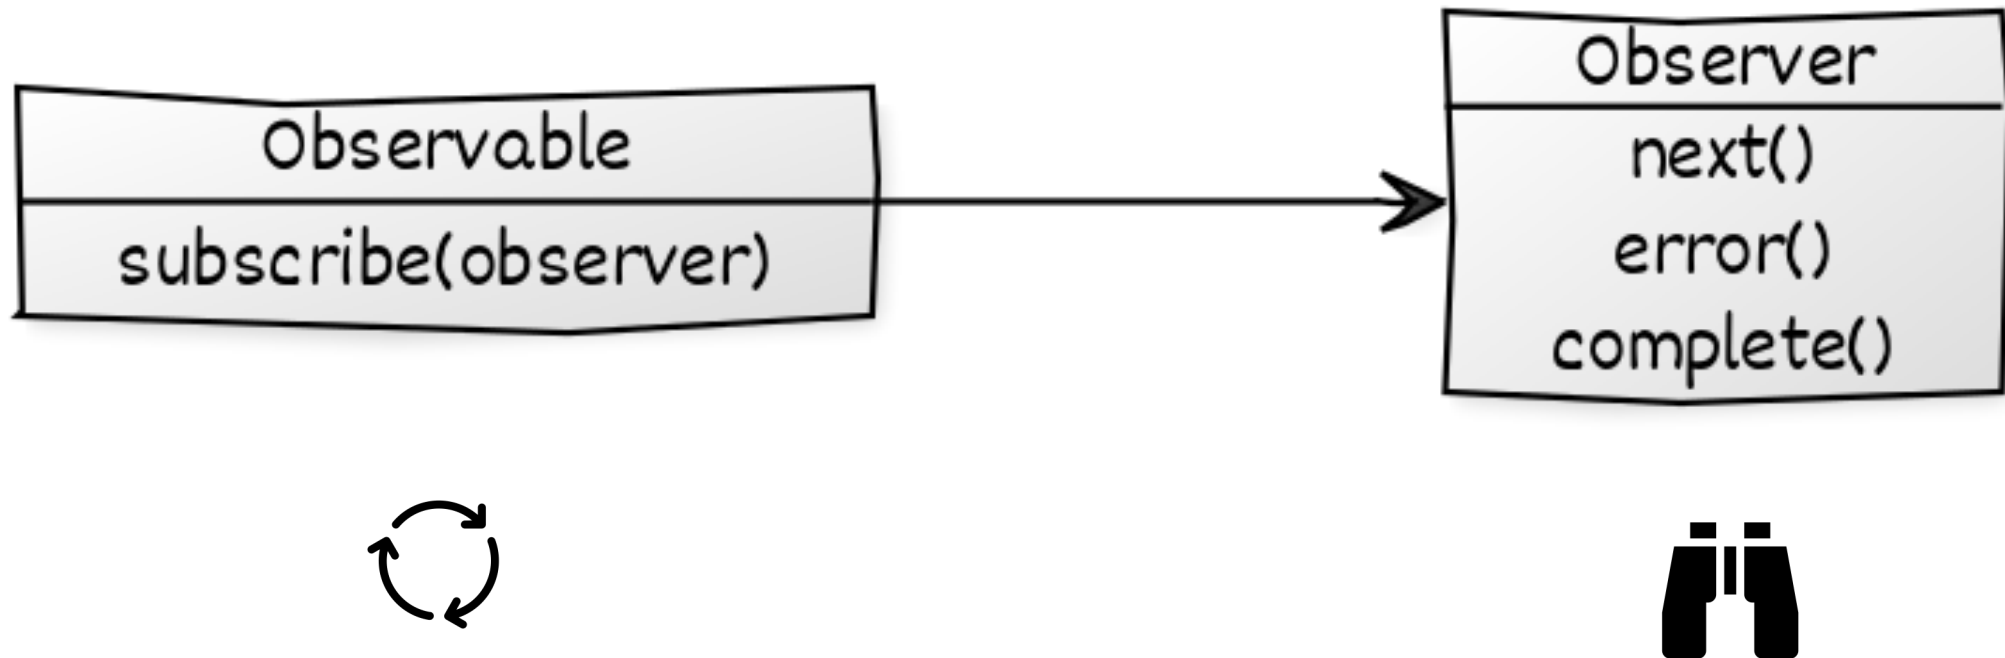 Observable
subscribe(observer)
Observer
next()
error()
complete()